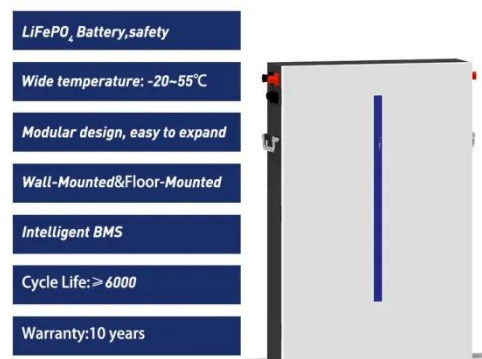 LiFePO₄ Battery,safety
Wide temperature: -20~55℃
Modular design, easy to expand
Wall-Mounted&Floor-Mounted
Intelligent BMS
Cycle Life:≥6000
Warranty:10 years